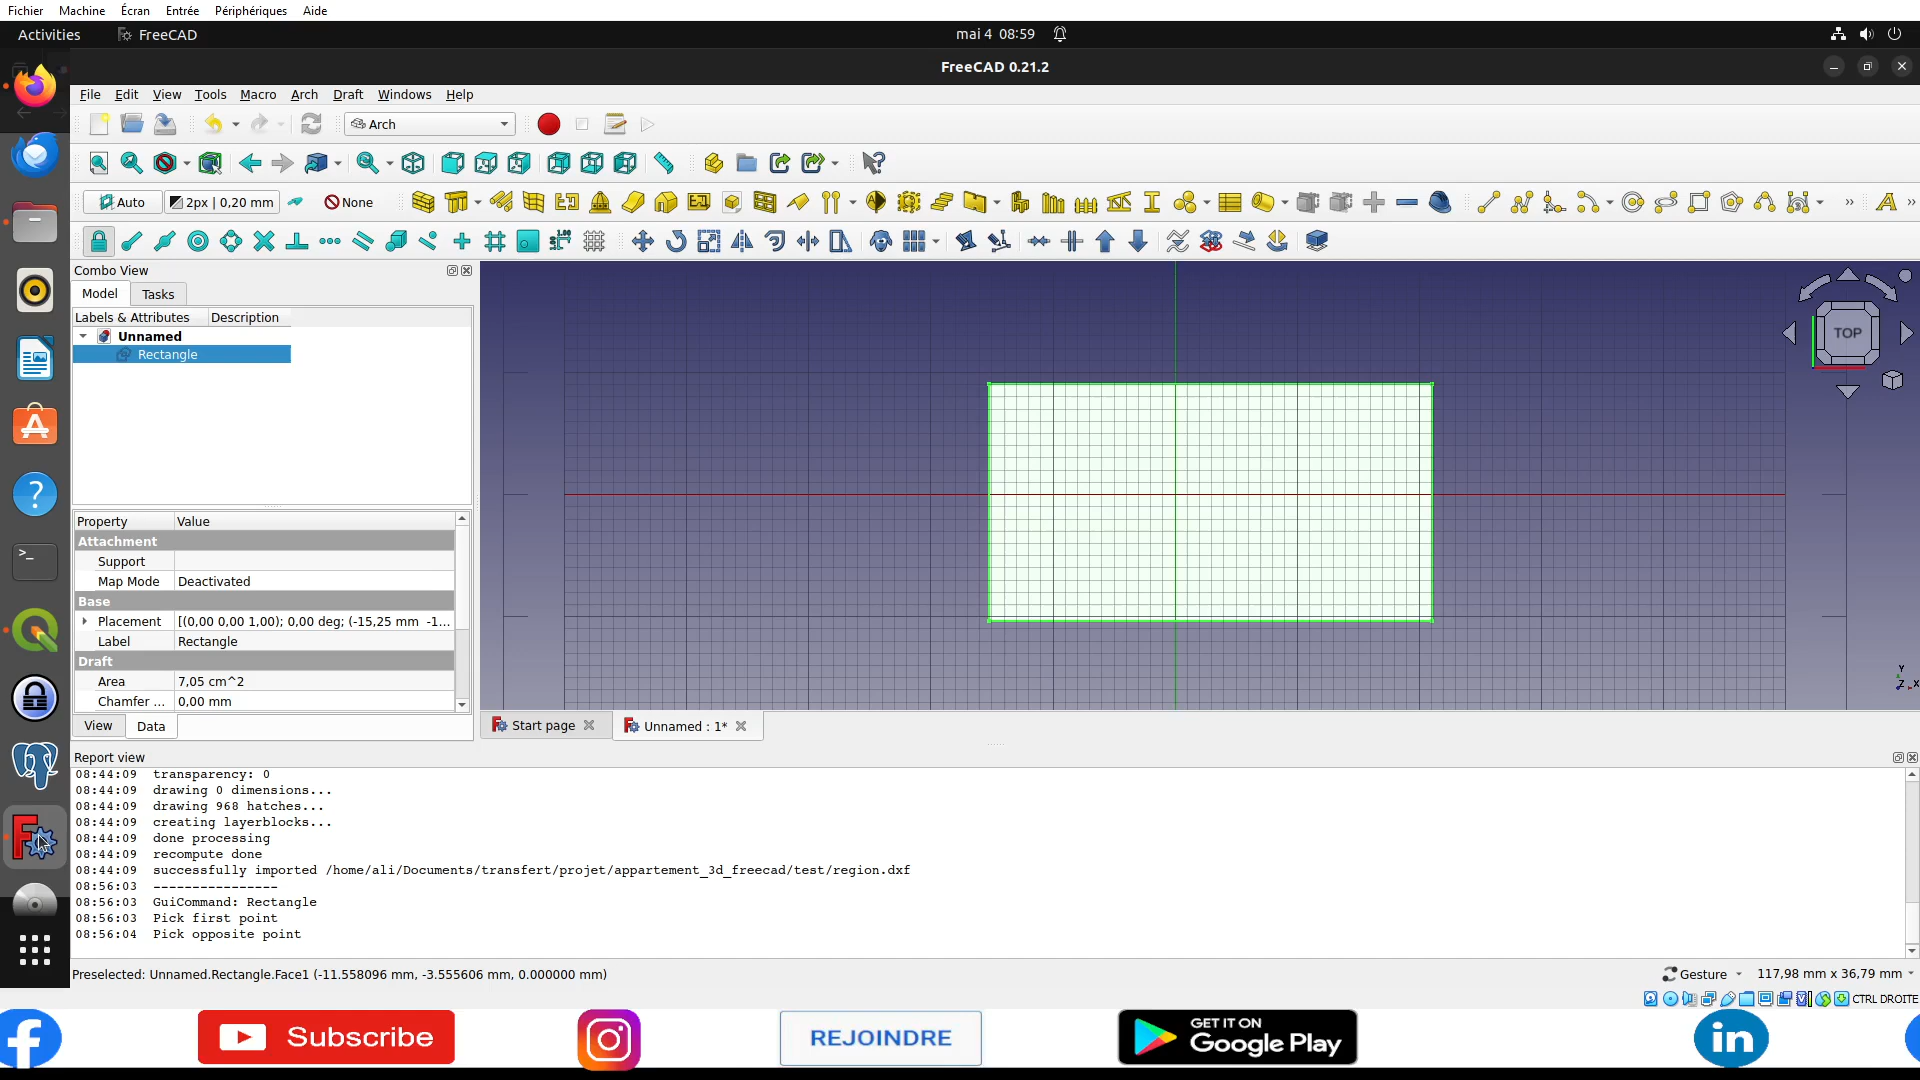 Fichier Machine Écran Entrée Périphériques Aide
Activities FreeCAD mai 4 08:59
FreeCAD 0.21.2
File Edit View Tools Macro Arch Draft Windows Help
Arch
Auto 2px | 0,20 mm None
Combo View
Model Tasks
Labels & Attributes Description
Unnamed
Rectangle
TOP
Property Value
Attachment
Support
Map Mode Deactivated
Base
Placement [(0,00 0,00 1,00); 0,00 deg; (-15,25 mm -1...
Label Rectangle
Draft
Area 7,05 cm^2
Chamfer ... 0,00 mm
View Data
Start page Unnamed : 1*
Y
Z X
Report view
08:44:09 transparency: 0
08:44:09 drawing 0 dimensions...
08:44:09 drawing 968 hatches...
08:44:09 creating layerblocks...
08:44:09 done processing
08:44:09 recompute done
08:44:09 successfully imported /home/ali/Documents/transfert/projet/appartement_3d_freecad/test/region.dxf
08:56:03 ----------------
08:56:03 GuiCommand: Rectangle
08:56:03 Pick first point
08:56:04 Pick opposite point
Preselected: Unnamed.Rectangle.Face1 (-11.558096 mm, -3.555606 mm, 0.000000 mm) Gesture 117,98 mm x 36,79 mm
CTRL DROITE
Subscribe REJOINDRE GET IT ON
Google Play
in